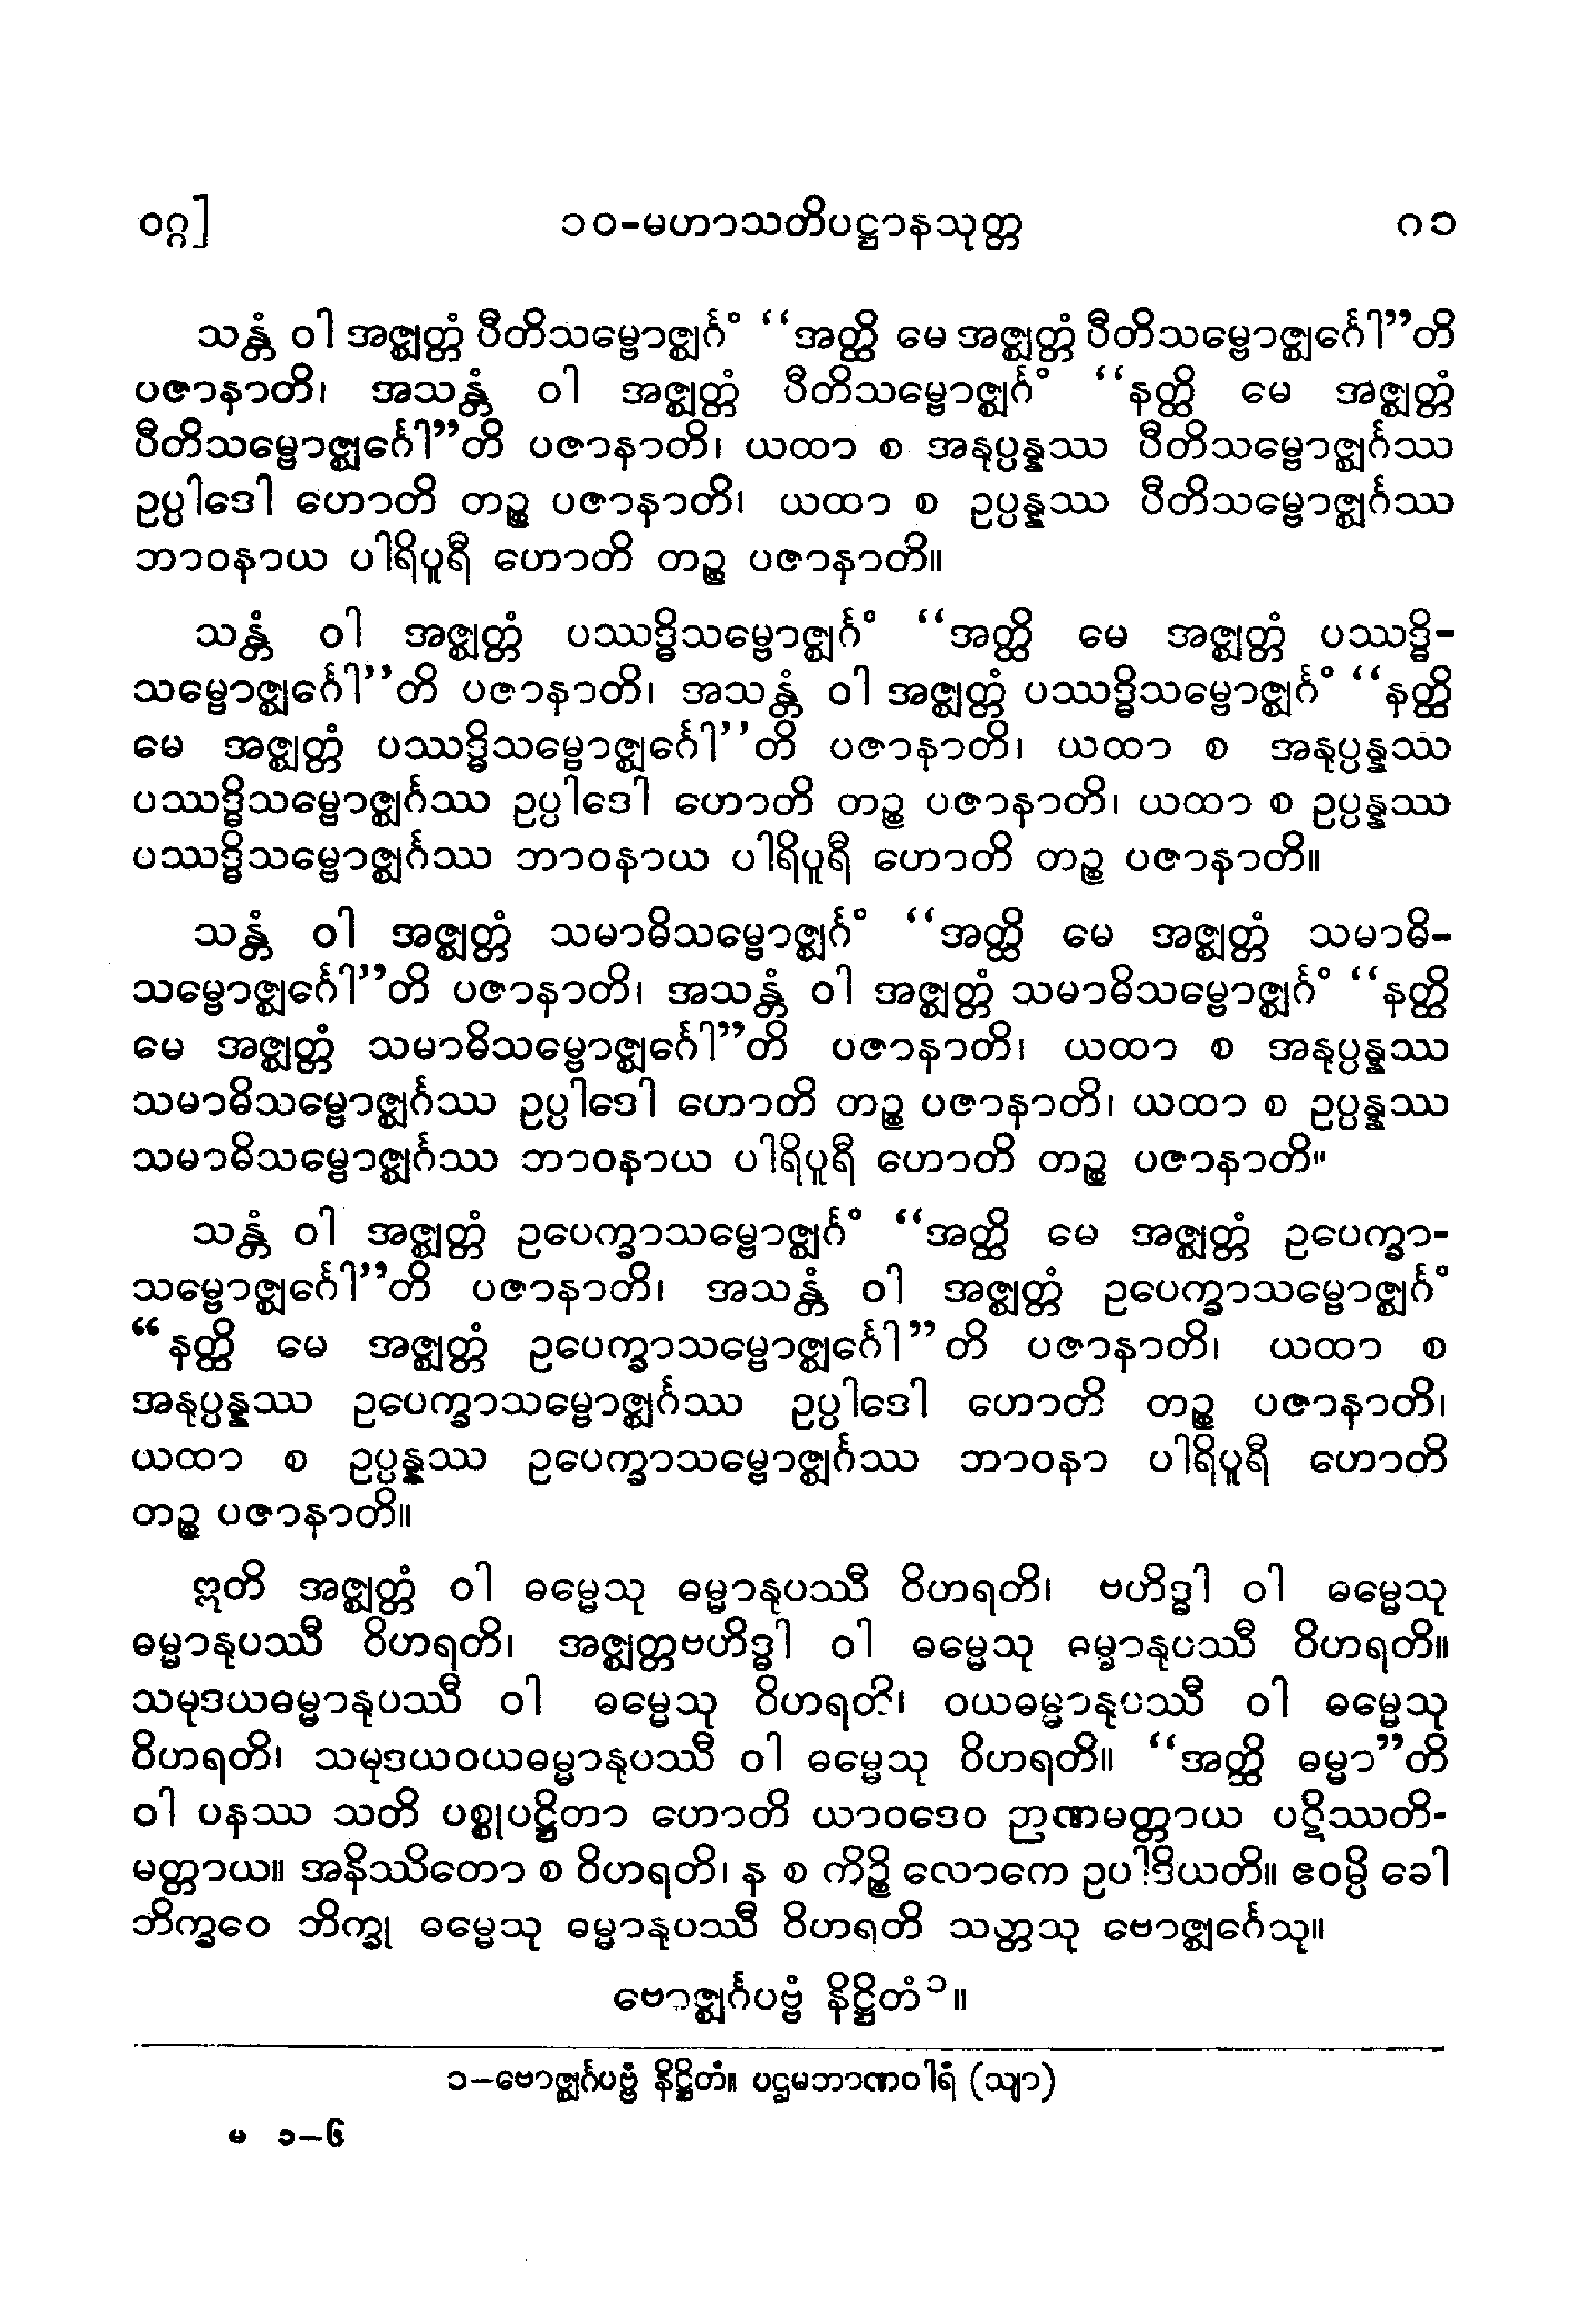 ဝဂ္ဂ] ၁၀-မဟာသတိပဋ္ဌာနသုတ္တ ဂ၁
သန္တံ ဝါ အဇ္ဈတ္တံ ပီတိသမ္ဗောဇ္ဈင်္ဂံ “အတ္ထိ မေ အဇ္ဈတ္တံ ပီတိသမ္ဗောဇ္ဈင်္ဂေါ”တိ
ပဇာနာတိ၊ အသန္တံ ဝါ အဇ္ဈတ္တံ ပီတိသမ္ဗောဇ္ဈင်္ဂံ “နတ္ထိ မေ အဇ္ဈတ္တံ
ပီတိသမ္ဗောဇ္ဈင်္ဂေါ”တိ ပဇာနာတိ၊ ယထာ စ အနုပ္ပန္နဿ ပီတိသမ္ဗောဇ္ဈင်္ဂဿ
ဥပ္ပါဒေါ ဟောတိ တဉ္စ ပဇာနာတိ၊ ယထာ စ ဥပ္ပန္နဿ ပီတိသမ္ဗောဇ္ဈင်္ဂဿ
ဘာဝနာယ ပါရိပူရီ ဟောတိ တဉ္စ ပဇာနာတိ။
သန္တံ ဝါ အဇ္ဈတ္တံ ပဿဒ္ဓိသမ္ဗောဇ္ဈင်္ဂံ “အတ္ထိ မေ အဇ္ဈတ္တံ ပဿဒ္ဓိ-
သမ္ဗောဇ္ဈင်္ဂေါ”တိ ပဇာနာတိ၊ အသန္တံ ဝါ အဇ္ဈတ္တံ ပဿဒ္ဓိသမ္ဗောဇ္ဈင်္ဂံ “နတ္ထိ
မေ အဇ္ဈတ္တံ ပဿဒ္ဓိသမ္ဗောဇ္ဈင်္ဂေါ”တိ ပဇာနာတိ၊ ယထာ စ အနုပ္ပန္နဿ
ပဿဒ္ဓိသမ္ဗောဇ္ဈင်္ဂဿ ဥပ္ပါဒေါ ဟောတိ တဉ္စ ပဇာနာတိ၊ ယထာ စ ဥပ္ပန္နဿ
ပဿဒ္ဓိသမ္ဗောဇ္ဈင်္ဂဿ ဘာဝနာယ ပါရိပူရီ ဟောတိ တဉ္စ ပဇာနာတိ။
သန္တံ ဝါ အဇ္ဈတ္တံ သမာဓိသမ္ဗောဇ္ဈင်္ဂံ “အတ္ထိ မေ အဇ္ဈတ္တံ သမာဓိ-
သမ္ဗောဇ္ဈင်္ဂေါ”တိ ပဇာနာတိ၊ အသန္တံ ဝါ အဇ္ဈတ္တံ သမာဓိသမ္ဗောဇ္ဈင်္ဂံ “နတ္ထိ
မေ အဇ္ဈတ္တံ သမာဓိသမ္ဗောဇ္ဈင်္ဂေါ”တိ ပဇာနာတိ၊ ယထာ စ အနုပ္ပန္နဿ
သမာဓိသမ္ဗောဇ္ဈင်္ဂဿ ဥပ္ပါဒေါ ဟောတိ တဉ္စ ပဇာနာတိ၊ ယထာ စ ဥပ္ပန္နဿ
သမာဓိသမ္ဗောဇ္ဈင်္ဂဿ ဘာဝနာယ ပါရိပူရီ ဟောတိ တဉ္စ ပဇာနာတိ။
သန္တံ ဝါ အဇ္ဈတ္တံ ဥပေက္ခာသမ္ဗောဇ္ဈင်္ဂံ “အတ္ထိ မေ အဇ္ဈတ္တံ ဥပေက္ခာ-
သမ္ဗောဇ္ဈင်္ဂေါ”တိ ပဇာနာတိ၊ အသန္တံ ဝါ အဇ္ဈတ္တံ ဥပေက္ခာသမ္ဗောဇ္ဈင်္ဂံ
“နတ္ထိ မေ အဇ္ဈတ္တံ ဥပေက္ခာသမ္ဗောဇ္ဈင်္ဂေါ”တိ ပဇာနာတိ၊ ယထာ စ
အနုပ္ပန္နဿ ဥပေက္ခာသမ္ဗောဇ္ဈင်္ဂဿ ဥပ္ပါဒေါ ဟောတိ တဉ္စ ပဇာနာတိ၊
ယထာ စ ဥပ္ပန္နဿ ဥပေက္ခာသမ္ဗောဇ္ဈင်္ဂဿ ဘာဝနာ ပါရိပူရီ ဟောတိ
တဉ္စ ပဇာနာတိ။
ဣတိ အဇ္ဈတ္တံ ဝါ ဓမ္မေသု ဓမ္မာနုပဿီ ဝိဟရတိ၊ ဗဟိဒ္ဓါ ဝါ ဓမ္မေသု
ဓမ္မာနုပဿီ ဝိဟရတိ၊ အဇ္ဈတ္တဗဟိဒ္ဓါ ဝါ ဓမ္မေသု ဓမ္မာနုပဿီ ဝိဟရတိ။
သမုဒယဓမ္မာနုပဿီ ဝါ ဓမ္မေသု ဝိဟရတိ၊ ဝယဓမ္မာနုပဿီ ဝါ ဓမ္မေသု
ဝိဟရတိ၊ သမုဒယဝယဓမ္မာနုပဿီ ဝါ ဓမ္မေသု ဝိဟရတိ။ “အတ္ထိ ဓမ္မာ”တိ
ဝါ ပနဿ သတိ ပစ္စုပဋ္ဌိတာ ဟောတိ ယာဝဒေဝ ဉာဏမတ္တာယ ပဋိဿတိ-
မတ္တာယ။ အနိဿိတော စ ဝိဟရတိ၊ န စ ကိဉ္စိ လောကေ ဥပါဒိယတိ။ ဧဝမ္ပိ ခေါ
ဘိက္ခဝေ ဘိက္ခု ဓမ္မေသု ဓမ္မာနုပဿီ ဝိဟရတိ သတ္တသု ဗောဇ္ဈင်္ဂေသု။
ဗောဇ္ဈင်္ဂပဗ္ဗံ နိဋ္ဌိတံ၁။
၁-ဗောဇ္ဈင်္ဂပဗ္ဗံ နိဋ္ဌိတံ။ ပဌမဘာဏဝါရံ (သျာ)
မ ၁-၆